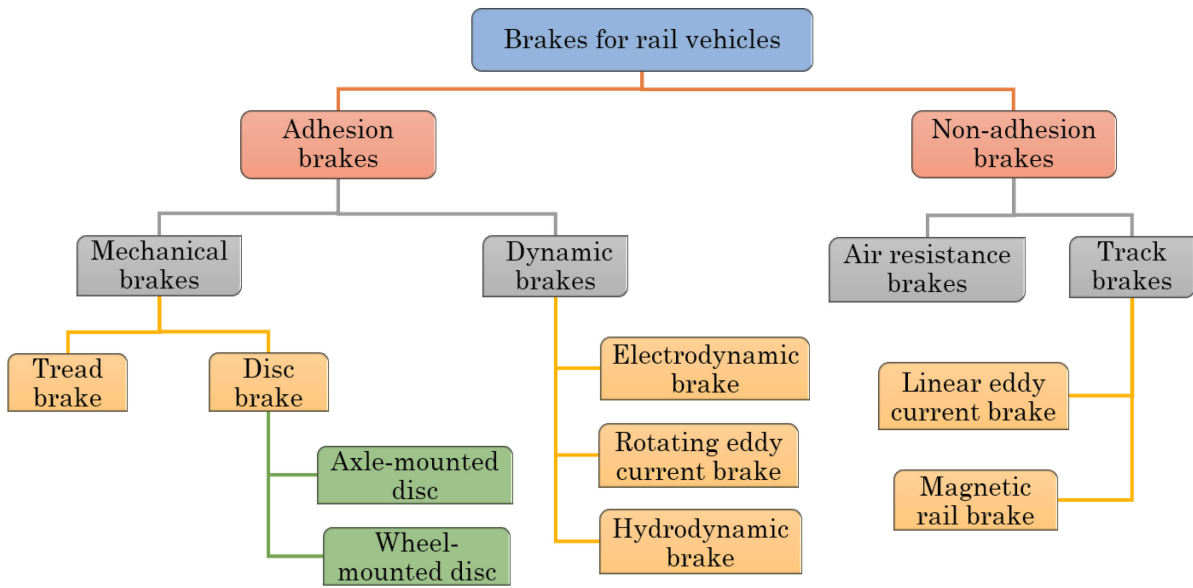 Brakes for rail vehicles
Adhesion
brakes
Non-adhesion
brakes
Mechanical
brakes
Dynamic
brakes
Air resistance
brakes
Track
brakes
Tread
brake
Disc
brake
Axle-mounted
disc
Wheel-
mounted disc
Electrodynamic
brake
Rotating eddy
current brake
Hydrodynamic
brake
Linear eddy
current brake
Magnetic
rail brake